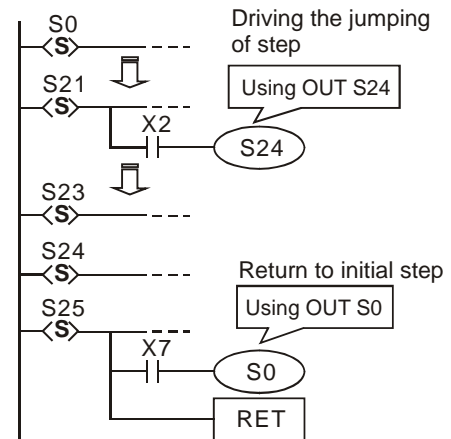 S0
S
Driving the jumping
of step
S21
S
Using OUT S24
X2
S24
S23
S
S24
S
Return to initial step
S25
S
Using OUT S0
X7
S0
RET